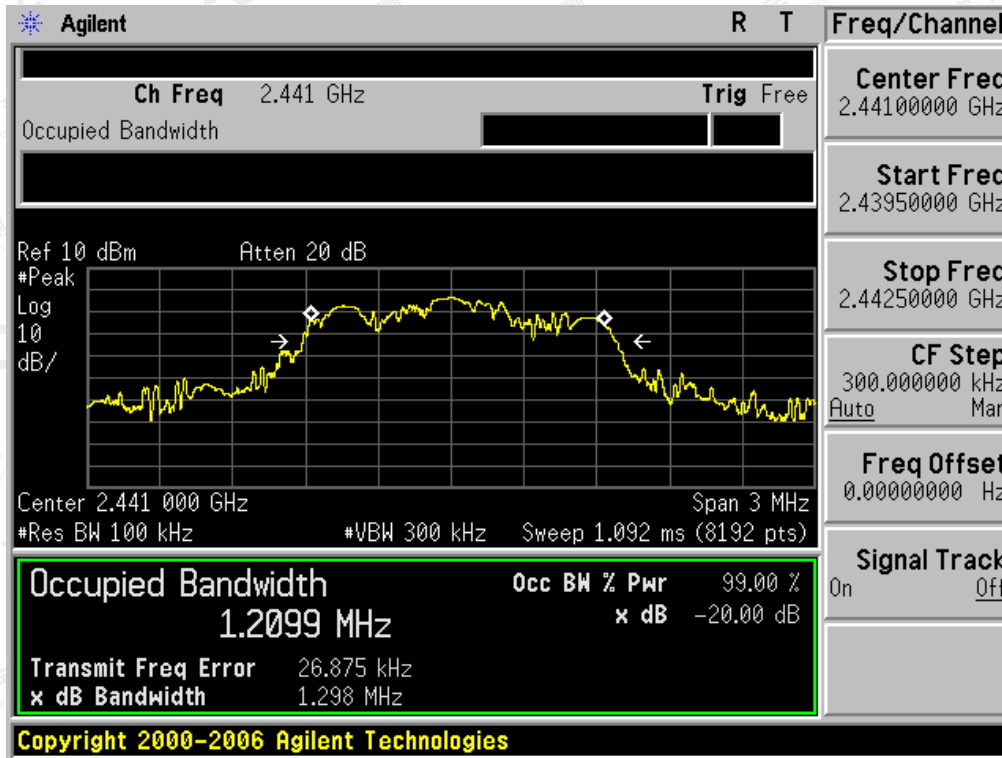 Agilent R T Freq/Channel
Ch Freq 2.441 GHz Trig Free
Occupied Bandwidth
Center Freq
2.44100000 GHz
Start Freq
2.43950000 GHz
Stop Freq
2.44250000 GHz
CF Step
300.000000 kHz
Auto Man
Freq Offset
0.00000000 Hz
Signal Track
On Off
Ref 10 dBm Atten 20 dB
#Peak
Log
10
dB/
Center 2.441 000 GHz Span 3 MHz
#Res BW 100 kHz #VBW 300 kHz Sweep 1.092 ms (8192 pts)
Occupied Bandwidth Occ BW % Pwr 99.00 %
1.2099 MHz x dB -20.00 dB
Transmit Freq Error 26.875 kHz
x dB Bandwidth 1.298 MHz
Copyright 2000-2006 Agilent Technologies